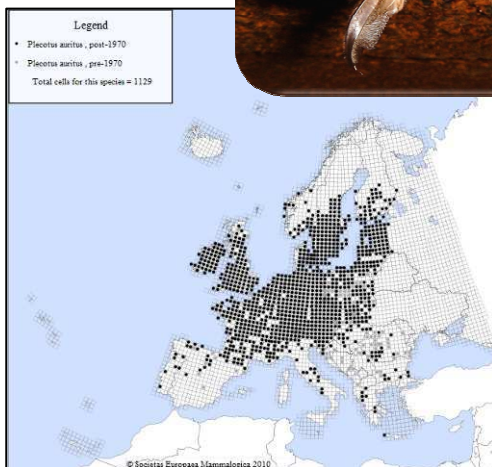 Legend
Plecotus auritus , post-1970
Plecotus auritus , pre-1970
Total cells for this species = 1129
© Societas Europaea Mammalogica 2010